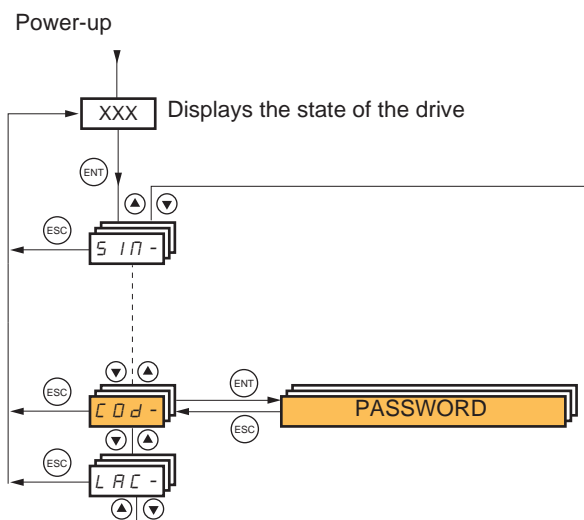 Power-up
XXX Displays the state of the drive
ENT
ESC
SIM-
ESC
ENT
COd-
PASSWORD
ESC
ESC
LAC-